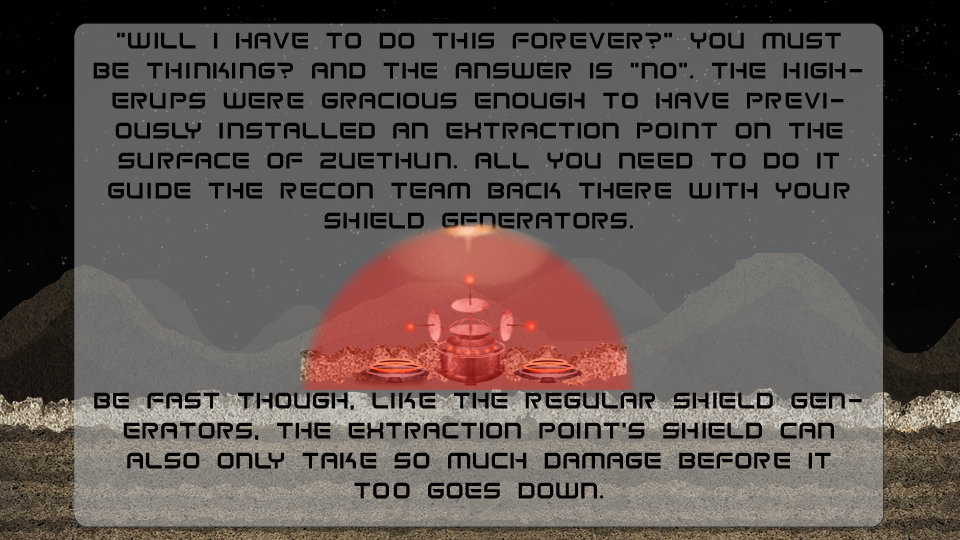 "WILL I HAVE TO DO THIS FOREVER?" YOU MUST
BE THINKING? AND THE ANSWER IS "NO". THE HIGH-
ERUPS WERE GRACIOUS ENOUGH TO HAVE PREVI-
OUSLY INSTALLED AN EXTRACTION POINT ON THE
SURFACE OF ZUETHUN. ALL YOU NEED TO DO IT
GUIDE THE RECON TEAM BACK THERE WITH YOUR
SHIELD GENERATORS.
BE FAST THOUGH, LIKE THE REGULAR SHIELD GEN-
ERATORS, THE EXTRACTION POINT'S SHIELD CAN
ALSO ONLY TAKE SO MUCH DAMAGE BEFORE IT
TOO GOES DOWN.